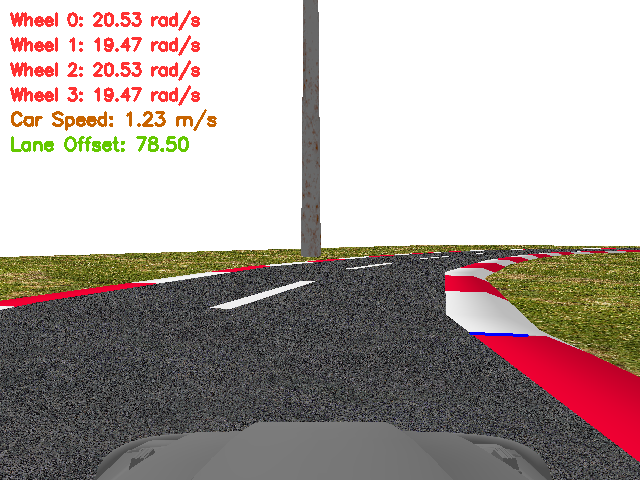 Wheel 0: 20.53 rad/s
Wheel 1: 19.47 rad/s
Wheel 2: 20.53 rad/s
Wheel 3: 19.47 rad/s
Car Speed: 1.23 m/s
Lane Offset: 78.50